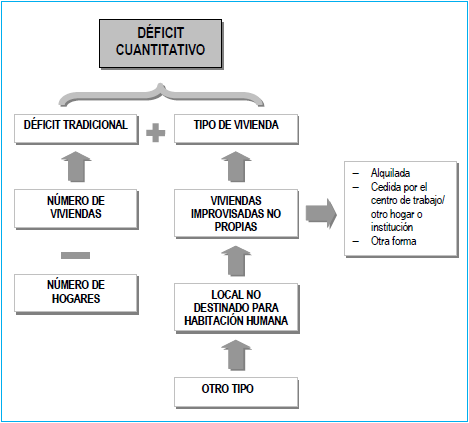 DÉFICIT
CUANTITATIVO
DÉFICIT TRADICIONAL
TIPO DE VIVIENDA
NÚMERO DE
VIVIENDAS
VIVIENDAS
IMPROVISADAS NO
PROPIAS
– Alquilada
– Cedida por el
centro de trabajo/
otro hogar o
institución
– Otra forma
NÚMERO DE
HOGARES
LOCAL NO
DESTINADO PARA
HABITACIÓN HUMANA
OTRO TIPO